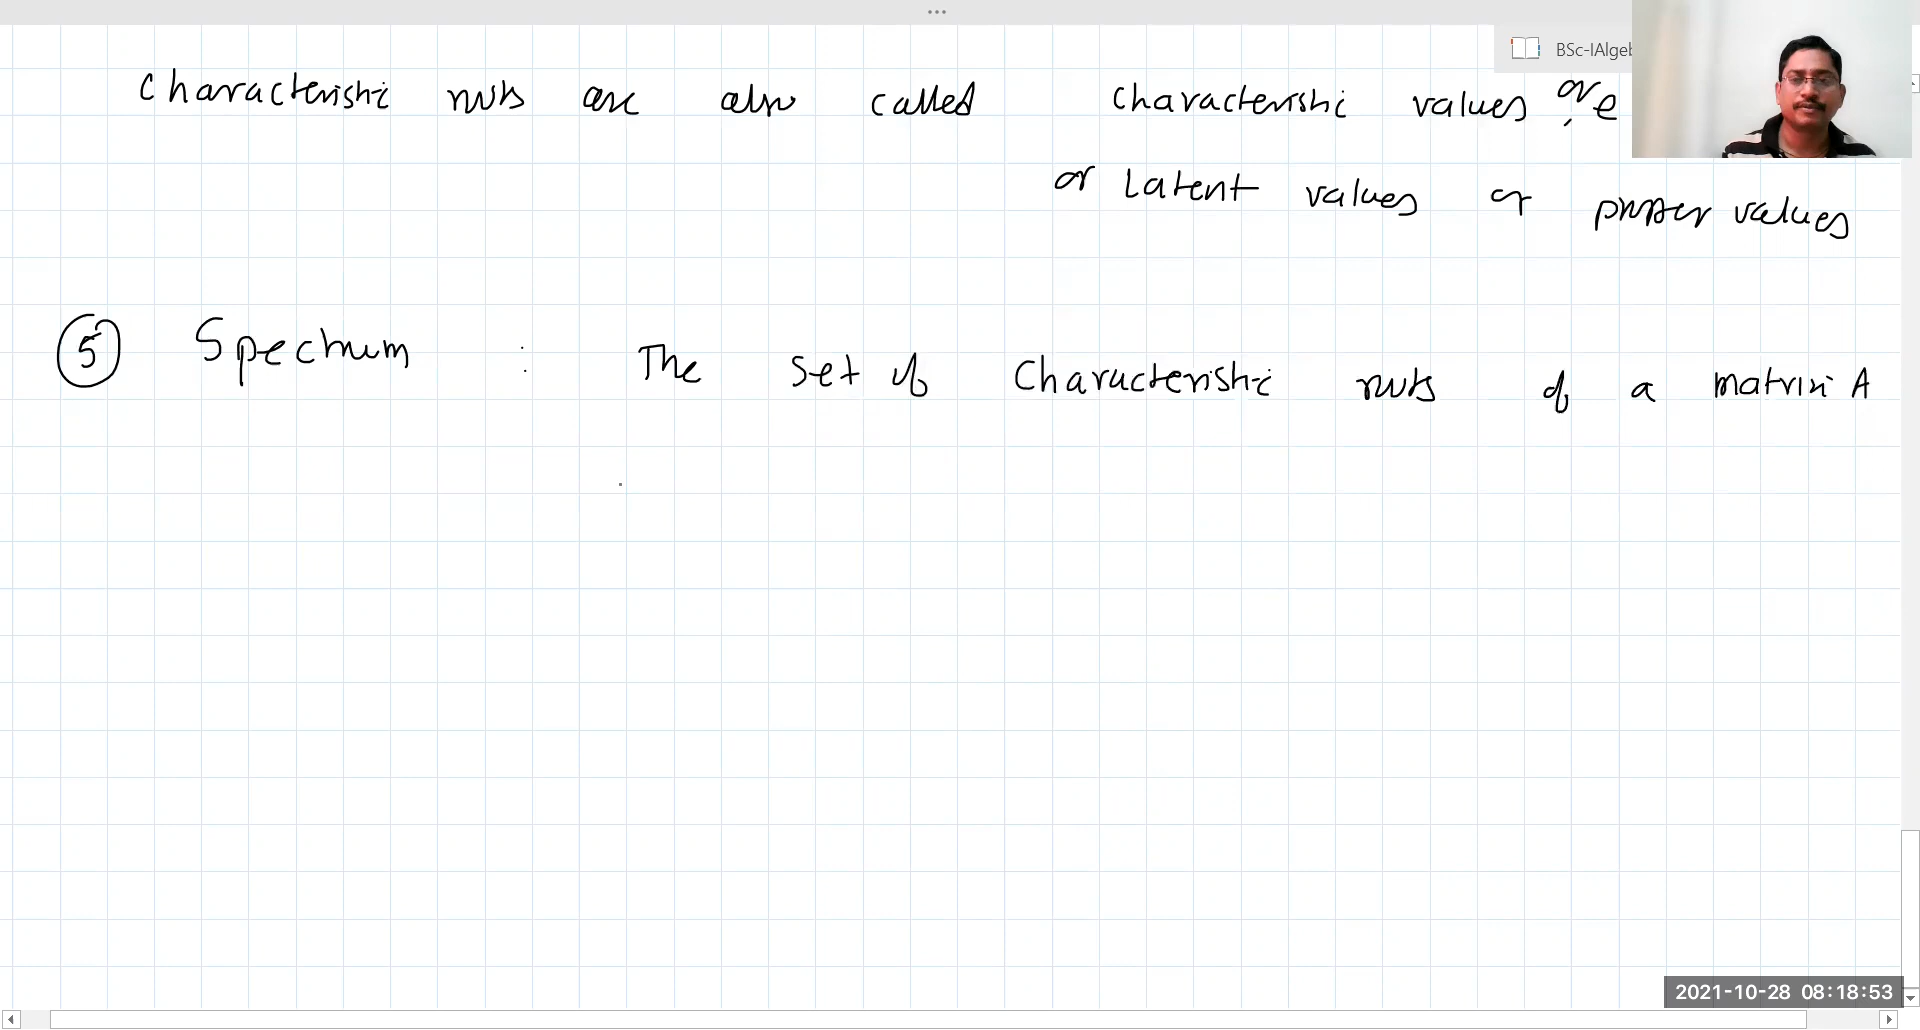 ...
BSc-IAlgeb
Characteristic roots are also called characteristic values or e
or Latent values or proper values
5 Spectrum : The set of Characteristic roots of a matrix A
2021-10-28 08:18:53